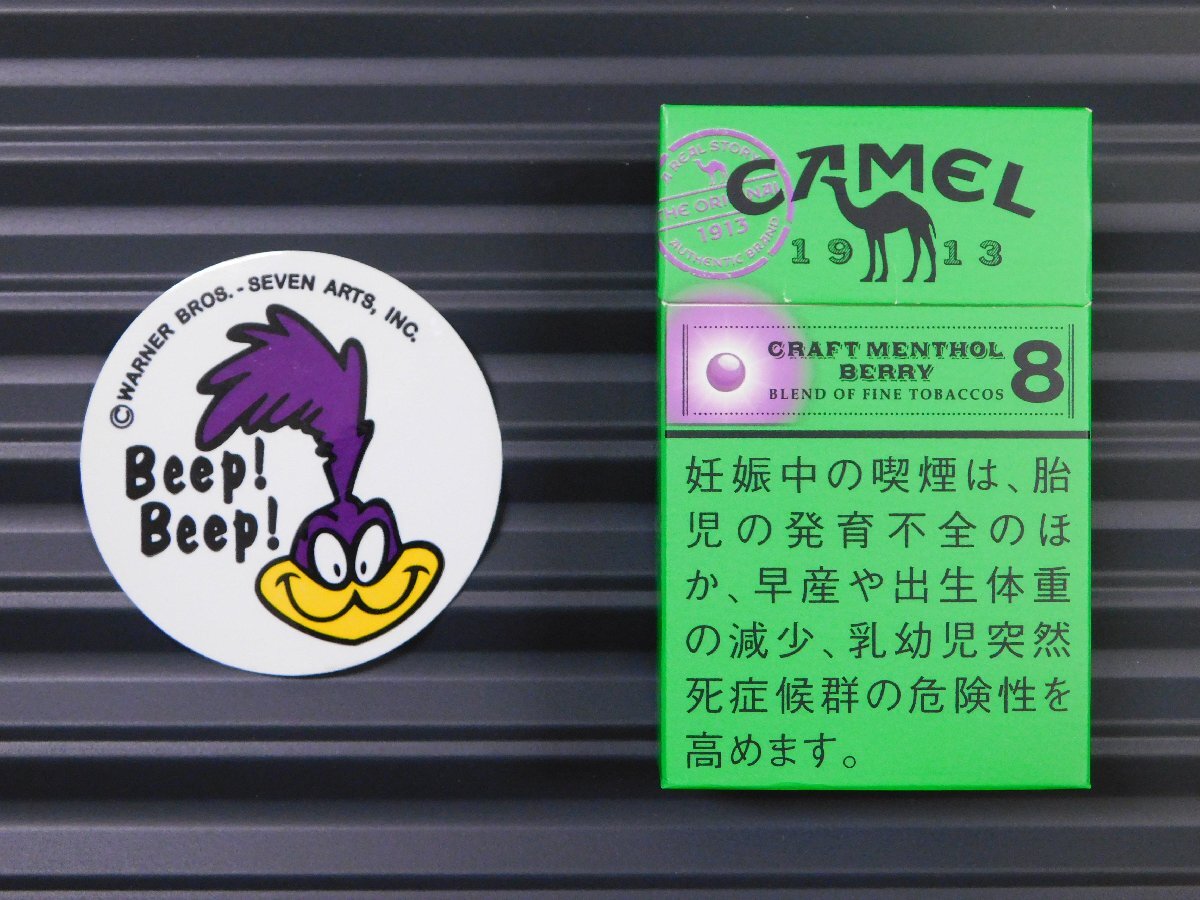 ©WARNER BROS.-SEVEN ARTS, INC.
Beep!
Beep!
A REAL STORY
THE ORIGINAL
1913
AUTHENTIC BRAND
CAMEL
1913
CRAFT MENTHOL
BERRY
8
BLEND OF FINE TOBACCOS
妊娠中の喫煙は、胎
児の発育不全のほ
か、早産や出生体重
の減少、乳幼児突然
死症候群の危険性を
高めます。